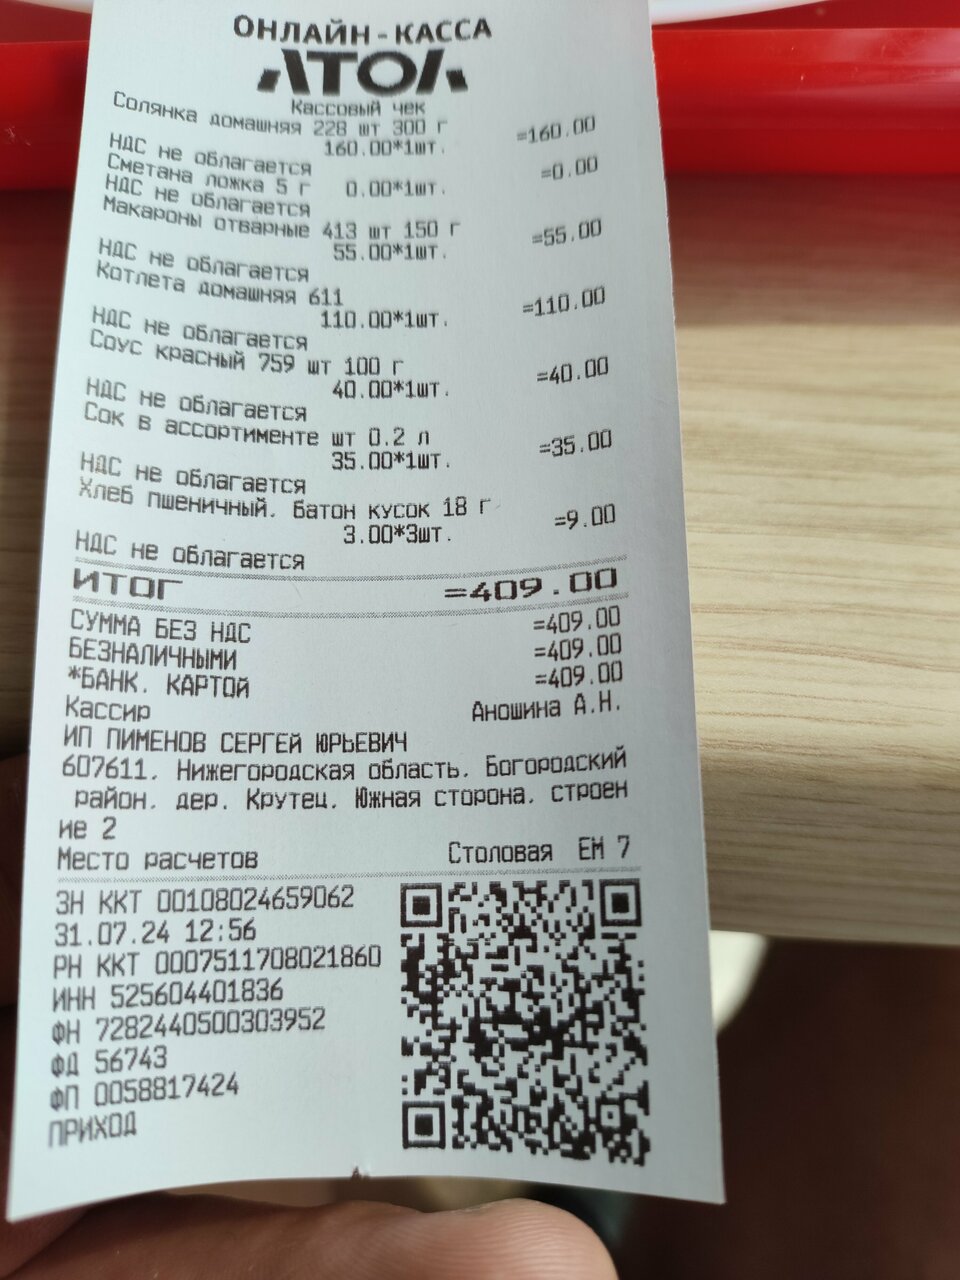 ОНЛАЙН-КАССА
АТОЛ
Кассовый чек
Солянка домашняя 228 шт 300 г
160.00*1шт. =160.00
НДС не облагается
Сметана ложка 5 г
0.00*1шт. =0.00
НДС не облагается
Макароны отварные 413 шт 150 г
55.00*1шт. =55.00
НДС не облагается
Котлета домашняя 611
110.00*1шт. =110.00
НДС не облагается
Соус красный 759 шт 100 г
40.00*1шт. =40.00
НДС не облагается
Сок в ассортименте шт 0.2 л
35.00*1шт. =35.00
НДС не облагается
Хлеб пшеничный. батон кусок 18 г
3.00*3шт. =9.00
НДС не облагается
ИТОГ =409.00
СУММА БЕЗ НДС =409.00
БЕЗНАЛИЧНЫМИ =409.00
*БАНК. КАРТОЙ =409.00
Кассир Аношина А.Н.
ИП ПИМЕНОВ СЕРГЕЙ ЮРЬЕВИЧ
607611, Нижегородская область, Богородский
район, дер. Крутец, Южная сторона, строен
ие 2
Место расчетов Столовая ЕМ 7
ЗН ККТ 00108024659062
31.07.24 12:56
РН ККТ 0007511708021860
ИНН 525604401836
ФН 7282440500303952
ФД 56743
ФП 0058817424
ПРИХОД